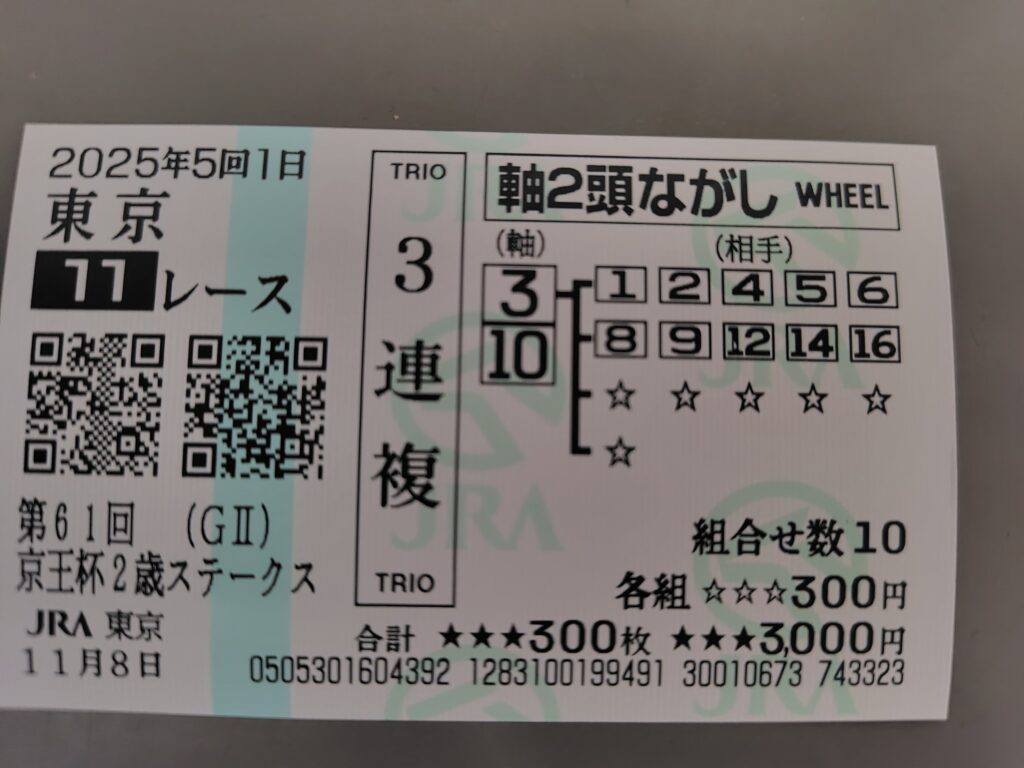 2025年5回1日
東京
11レース
第61回 (GⅡ)
京王杯2歳ステークス
JRA 東京
11月8日
TRIO
3連複
TRIO
軸2頭ながし WHEEL
(軸) (相手)
3
10
1 2 4 5 6
8 9 12 14 16
☆ ☆ ☆ ☆ ☆
☆
組合せ数10
各組 ☆☆☆300円
合計 ★★★300枚 ★★★3,000円
0505301604392 1283100199491 30010673 743323
JRA
JRA
JRA
JRA